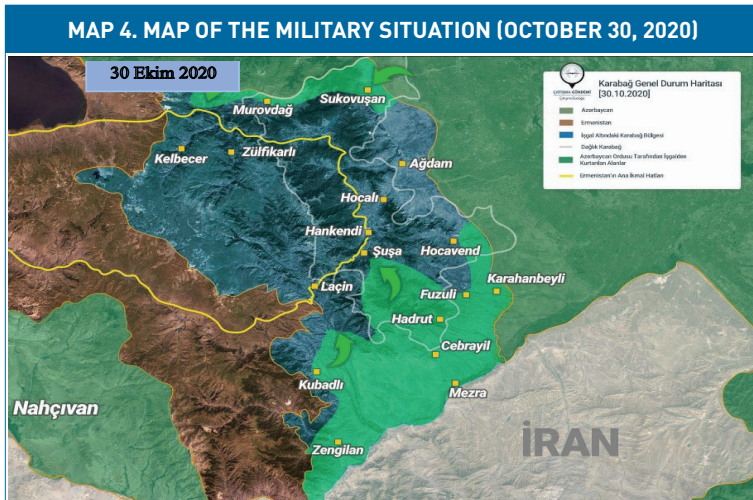 MAP 4. MAP OF THE MILITARY SITUATION (OCTOBER 30, 2020)
30 Ekim 2020
Karabağ Genel Durum Haritası
[30.10.2020]
ÇATIŞMA GÜNDEMİ
Azerbaycan
Ermenistan
İşgal Altındaki Karabağ Bölgesi
Dağlık Karabağ
Azerbaycan Ordusu Tarafından İşgalden
Kurtarılan Alanlar
Ermenistan'ın Ana İkmal Hatları
Sukovuşan
Murovdağ
Kelbecer
Zülfikarlı
Ağdam
Hocalı
Hankendi
Şuşa
Hocavend
Laçin
Fuzuli
Karahanbeyli
Hadrut
Cebrayil
Kubadlı
Mezra
Nahçıvan
Zengilan
İRAN